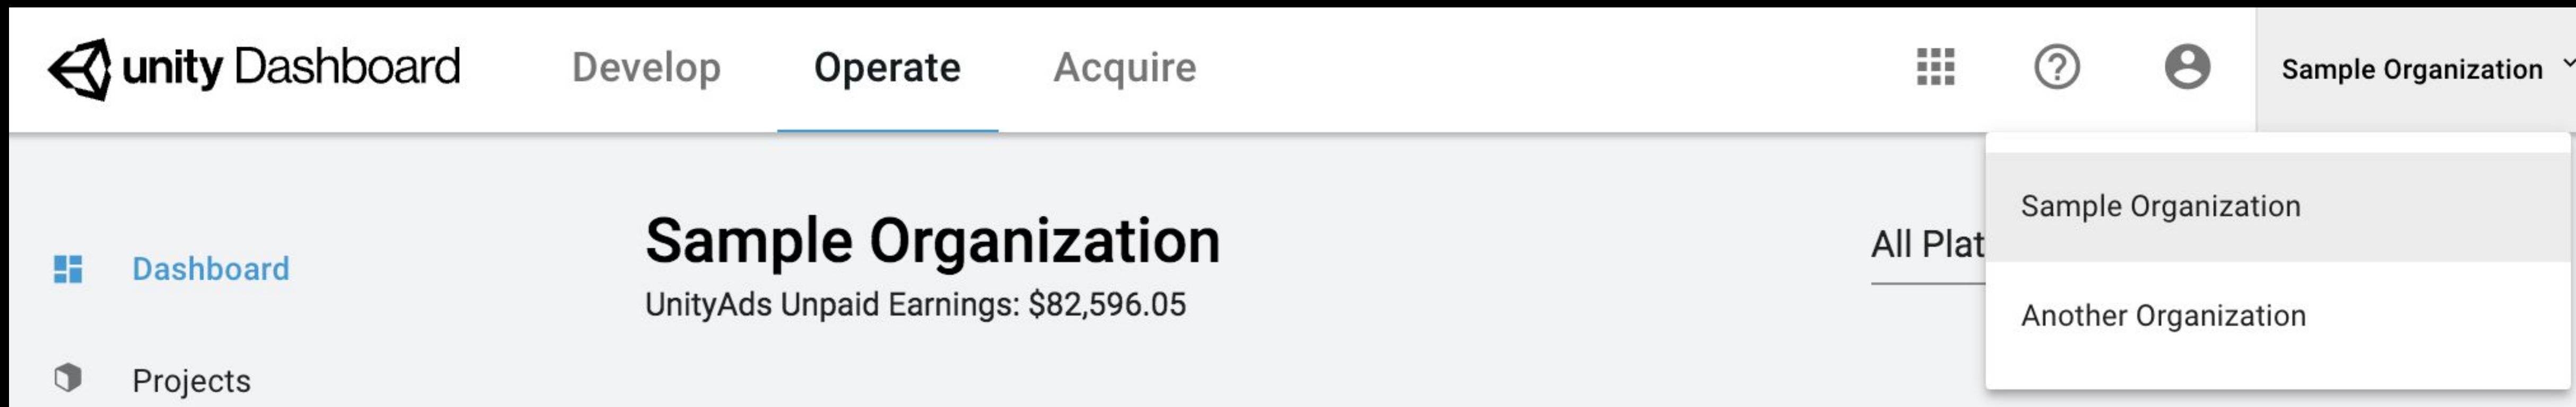 unity Dashboard Develop Operate Acquire Sample Organization
Sample Organization
Sample Organization
All Plat
Dashboard
UnityAds Unpaid Earnings: $82,596.05
Another Organization
Projects